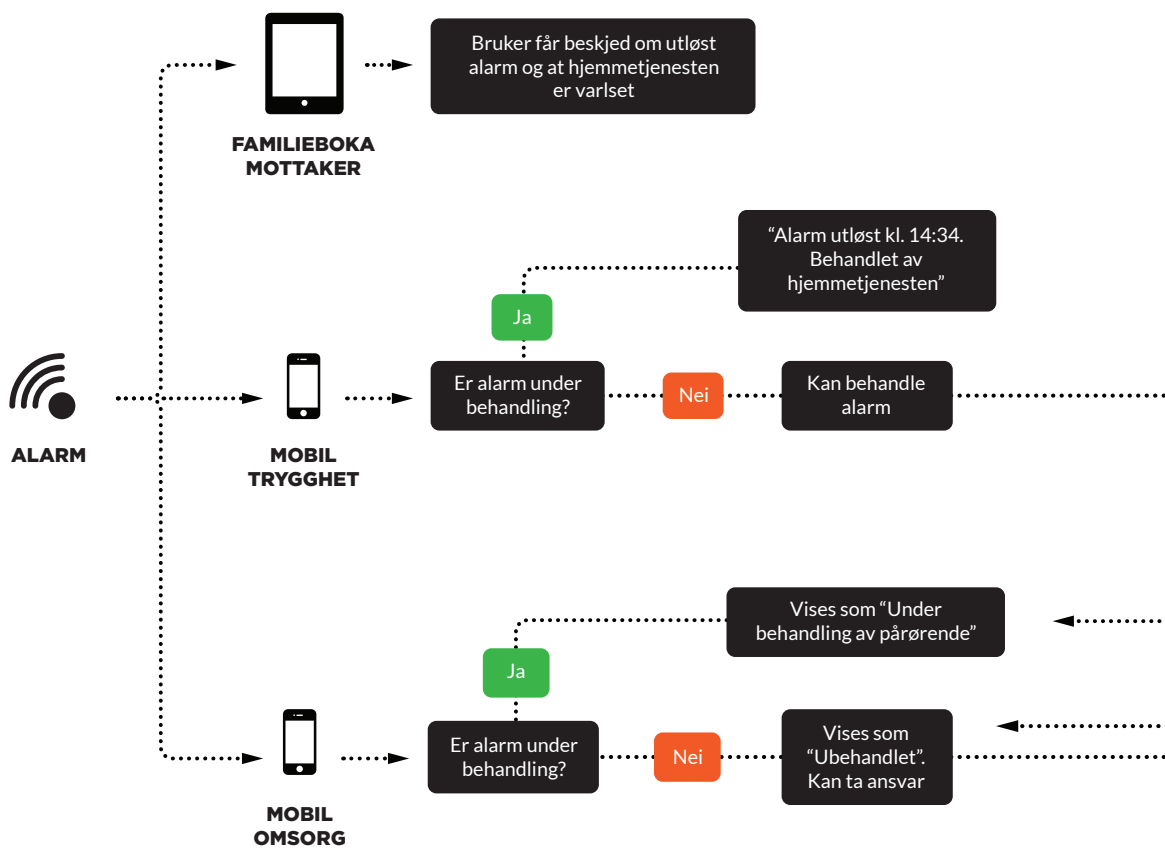 Bruker får beskjed om utløst
alarm og at hjemmetjenesten
er varlset
FAMILIEBOKA
MOTTAKER
“Alarm utløst kl. 14:34.
Behandlet av
hjemmetjenesten”
Ja
Er alarm under
behandling?
Nei
Kan behandle
alarm
ALARM
MOBIL
TRYGGHET
Vises som “Under
behandling av pårørende”
Ja
Er alarm under
behandling?
Nei
Vises som
“Ubehandlet”.
Kan ta ansvar
MOBIL
OMSORG